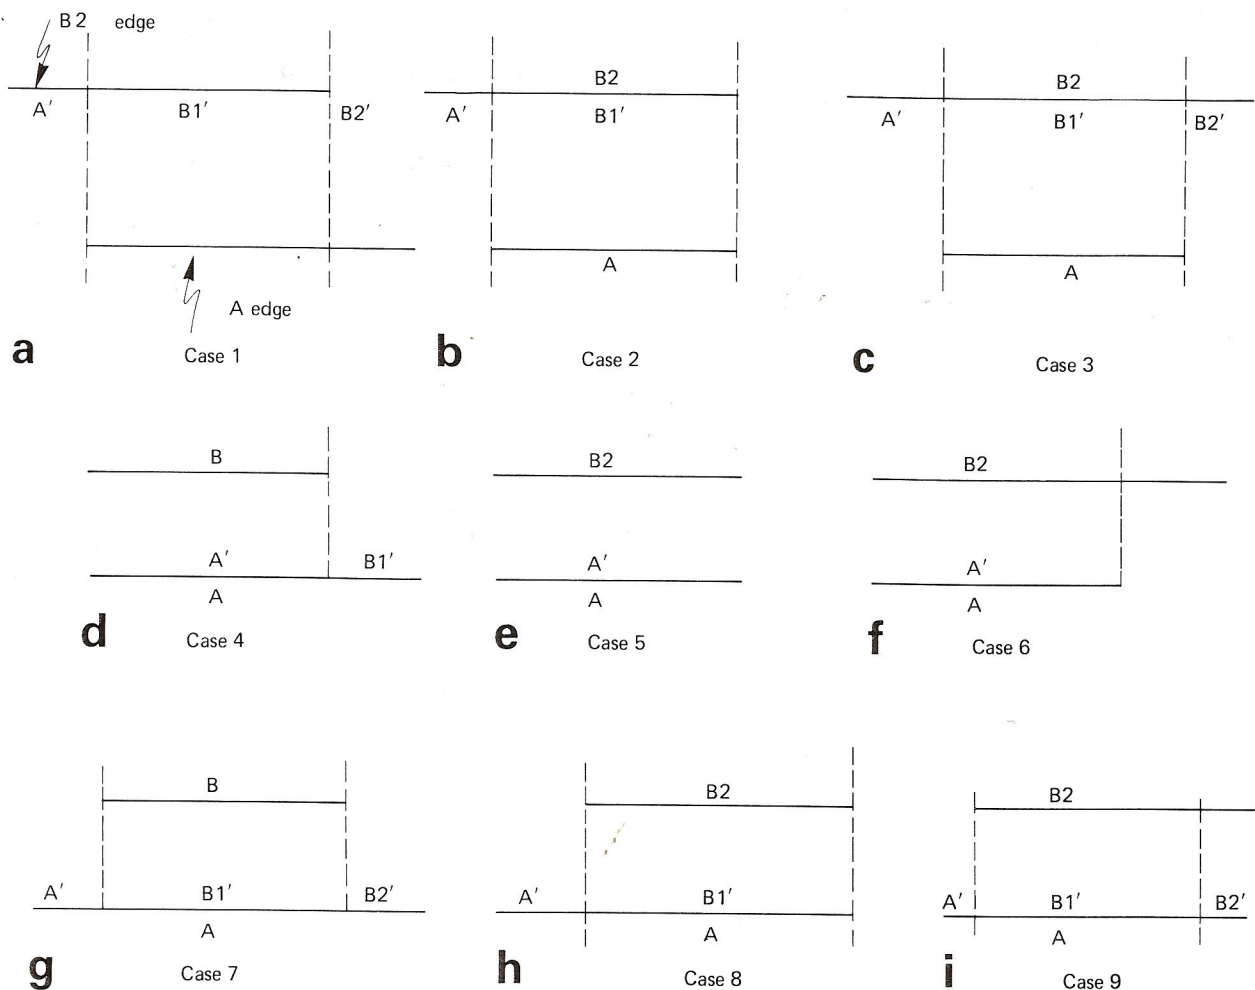 B2 edge
A' B1' B2'
A edge
a Case 1
B2
A' B1'
A
b Case 2
B2
A' B1' B2'
A
c Case 3
B
A' B1'
A
d Case 4
B2
A'
A
e Case 5
B2
A'
A
f Case 6
B
A' B1' B2'
A
g Case 7
B2
A' B1'
A
h Case 8
B2
A' B1' B2'
A
i Case 9